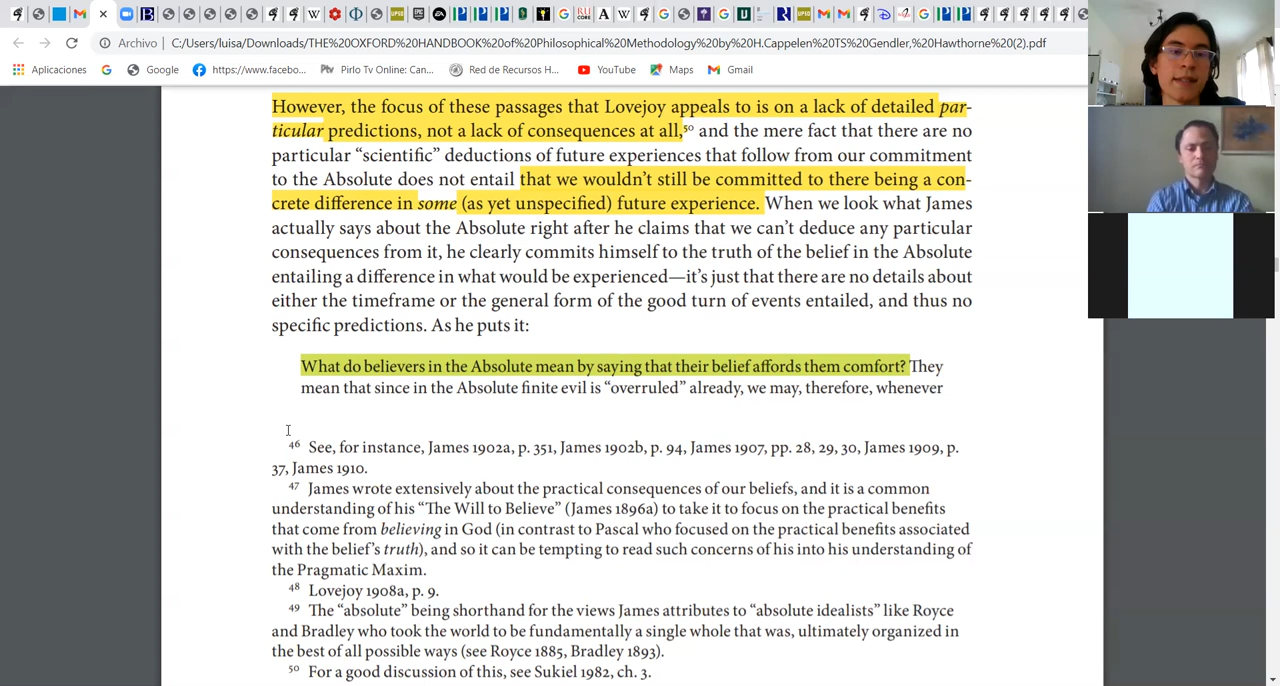 Archivo
C:/Users/luisa/Downloads/THE%20OXFORD%20HANDBOOK%20of%20Philosophical%20Methodology%20by%20H.Cappelen%20TS%20Gendler,%20Hawthorne%20(2).pdf
Aplicaciones
Google
https://www.facebo...
Ptv Pirlo Tv Online: Can...
Red de Recursos H...
YouTube
Maps
Gmail
However, the focus of these passages that Lovejoy appeals to is on a lack of detailed par-
ticular predictions, not a lack of consequences at all,⁵⁰ and the mere fact that there are no
particular “scientific” deductions of future experiences that follow from our commitment
to the Absolute does not entail that we wouldn’t still be committed to there being a con-
crete difference in some (as yet unspecified) future experience. When we look what James
actually says about the Absolute right after he claims that we can’t deduce any particular
consequences from it, he clearly commits himself to the truth of the belief in the Absolute
entailing a difference in what would be experienced—it’s just that there are no details about
either the timeframe or the general form of the good turn of events entailed, and thus no
specific predictions. As he puts it:
What do believers in the Absolute mean by saying that their belief affords them comfort? They
mean that since in the Absolute finite evil is “overruled” already, we may, therefore, whenever
⁴⁶ See, for instance, James 1902a, p. 351, James 1902b, p. 94, James 1907, pp. 28, 29, 30, James 1909, p.
37, James 1910.
⁴⁷ James wrote extensively about the practical consequences of our beliefs, and it is a common
understanding of his “The Will to Believe” (James 1896a) to take it to focus on the practical benefits
that come from believing in God (in contrast to Pascal who focused on the practical benefits associated
with the belief’s truth), and so it can be tempting to read such concerns of his into his understanding of
the Pragmatic Maxim.
⁴⁸ Lovejoy 1908a, p. 9.
⁴⁹ The “absolute” being shorthand for the views James attributes to “absolute idealists” like Royce
and Bradley who took the world to be fundamentally a single whole that was, ultimately organized in
the best of all possible ways (see Royce 1885, Bradley 1893).
⁵⁰ For a good discussion of this, see Sukiel 1982, ch. 3.